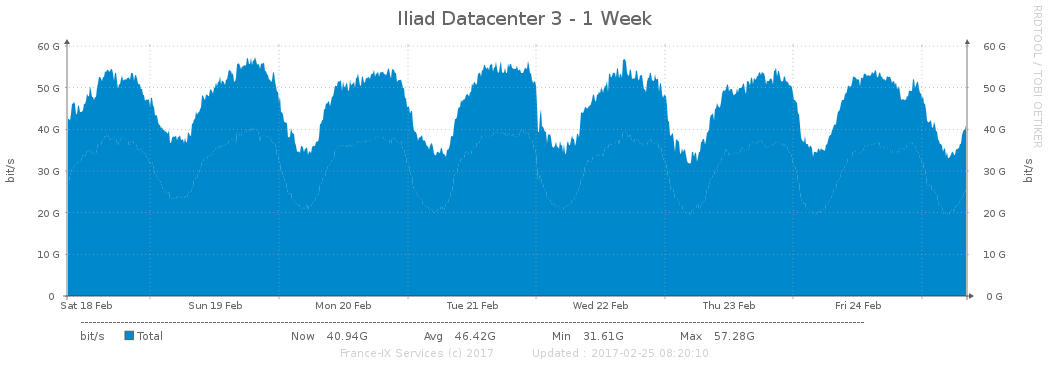 Iliad Datacenter 3 - 1 Week
RRDTOOL / TOBI OETIKER
60 G 60 G
50 G 50 G
40 G 40 G
30 G 30 G
20 G 20 G
10 G 10 G
0 0 G
bit/s
bit/s
Sat 18 Feb Sun 19 Feb Mon 20 Feb Tue 21 Feb Wed 22 Feb Thu 23 Feb Fri 24 Feb
bit/s Total Now 40.94G Avg 46.42G Min 31.61G Max 57.28G
France-IX Services (c) 2017 Updated : 2017-02-25 08:20:10